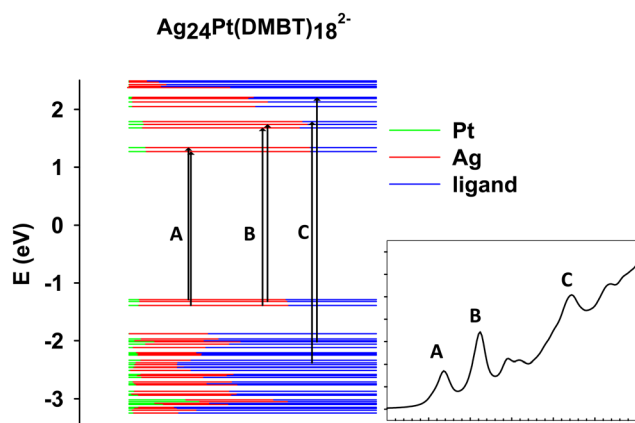 Ag24Pt(DMBT)18 2-
2
1
0
-1
-2
-3
E (eV)
A
B
C
Pt
Ag
ligand
A
B
C